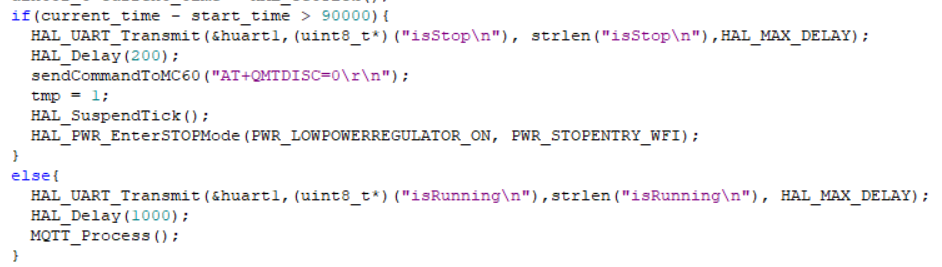 if(current_time - start_time > 90000){
HAL_UART_Transmit(&huart1,(uint8_t*)("isStop\n"), strlen("isStop\n"),HAL_MAX_DELAY);
HAL_Delay(200);
sendCommandToMC60("AT+QMTDISC=0\r\n");
tmp = 1;
HAL_SuspendTick();
HAL_PWR_EnterSTOPMode(PWR_LOWPOWERREGULATOR_ON, PWR_STOPENTRY_WFI);
}
else{
HAL_UART_Transmit(&huart1,(uint8_t*)("isRunning\n"),strlen("isRunning\n"), HAL_MAX_DELAY);
HAL_Delay(1000);
MQTT_Process();
}